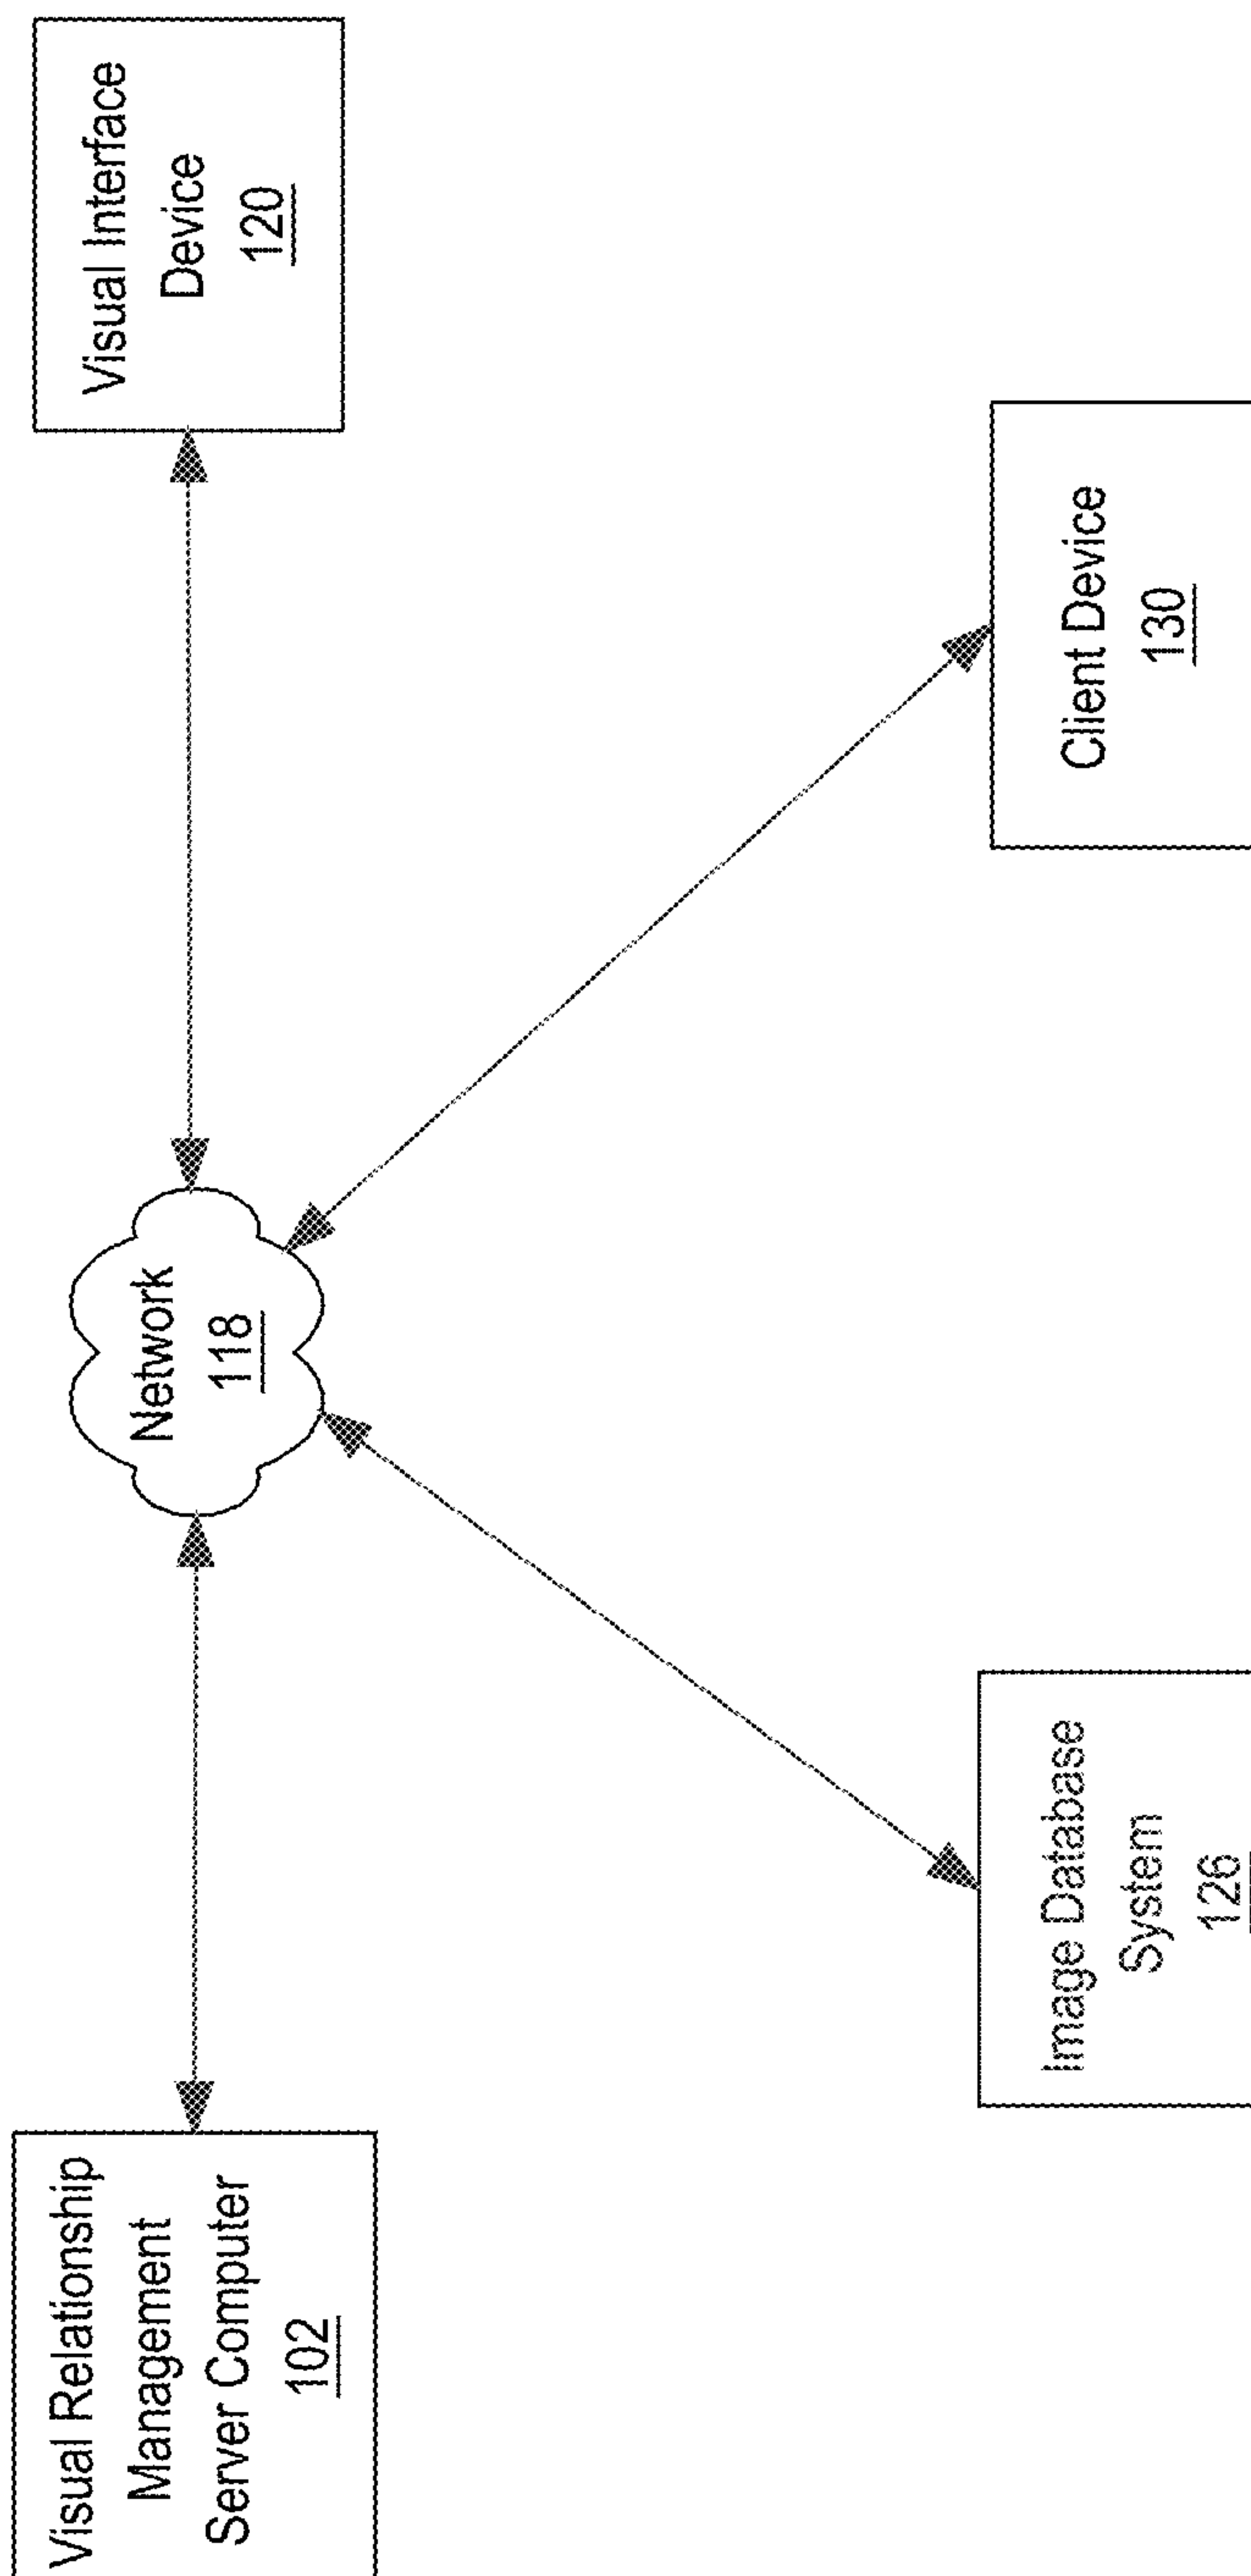 Visual Relationship
Management
Server Computer
102
Network
118
Visual Interface
Device
120
Image Database
System
126
Client Device
130